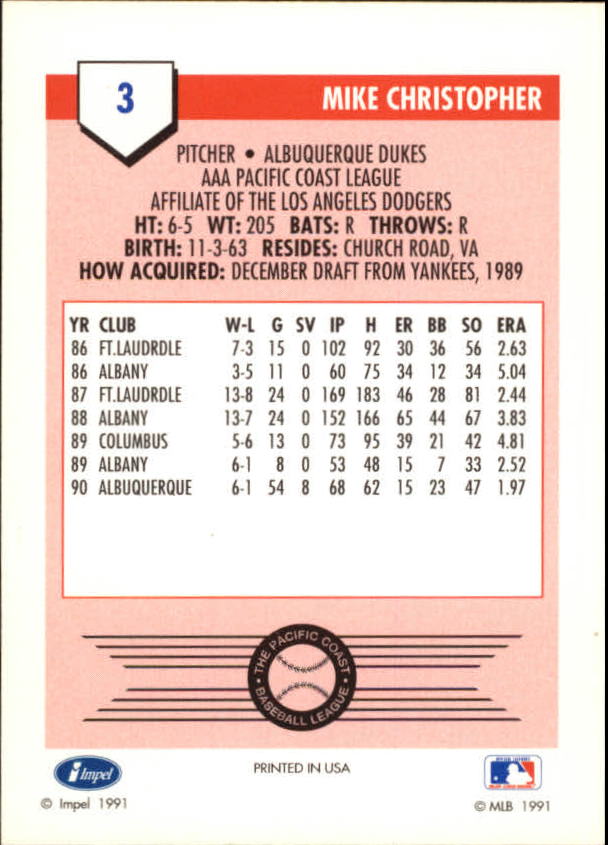 3
MIKE CHRISTOPHER
PITCHER • ALBUQUERQUE DUKES
AAA PACIFIC COAST LEAGUE
AFFILIATE OF THE LOS ANGELES DODGERS
HT: 6-5 WT: 205 BATS: R THROWS: R
BIRTH: 11-3-63 RESIDES: CHURCH ROAD, VA
HOW ACQUIRED: DECEMBER DRAFT FROM YANKEES, 1989
YR CLUB W-L G SV IP H ER BB SO ERA
86 FT.LAUDRDLE 7-3 15 0 102 92 30 36 56 2.63
86 ALBANY 3-5 11 0 60 75 34 12 34 5.04
87 FT.LAUDRDLE 13-8 24 0 169 183 46 28 81 2.44
88 ALBANY 13-7 24 0 152 166 65 44 67 3.83
89 COLUMBUS 5-6 13 0 73 95 39 21 42 4.81
89 ALBANY 6-1 8 0 53 48 15 7 33 2.52
90 ALBUQUERQUE 6-1 54 8 68 62 15 23 47 1.97
• THE PACIFIC COAST •
BASEBALL LEAGUE
Impel
PRINTED IN USA
© Impel 1991
© MLB 1991